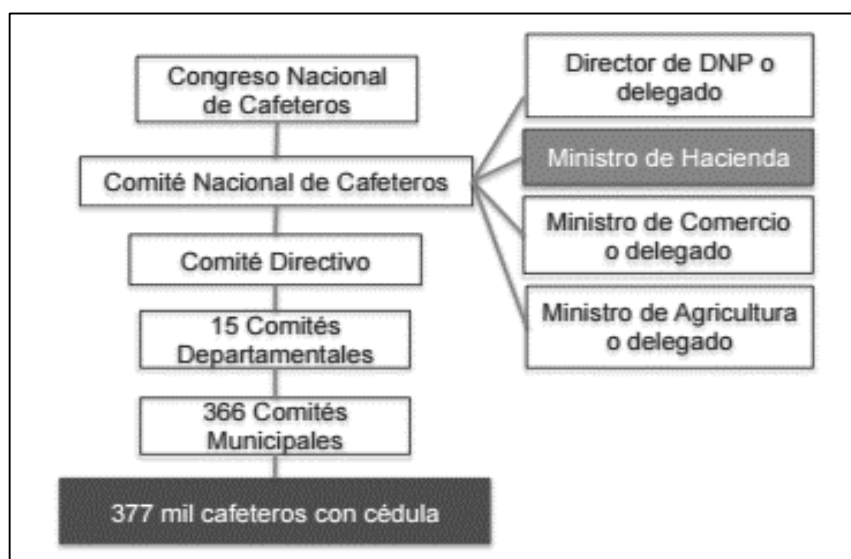 Congreso Nacional
de Cafeteros
Comité Nacional de Cafeteros
Comité Directivo
15 Comités
Departamentales
366 Comités
Municipales
377 mil cafeteros con cédula
Director de DNP o
delegado
Ministro de Hacienda
Ministro de Comercio
o delegado
Ministro de Agricultura
o delegado